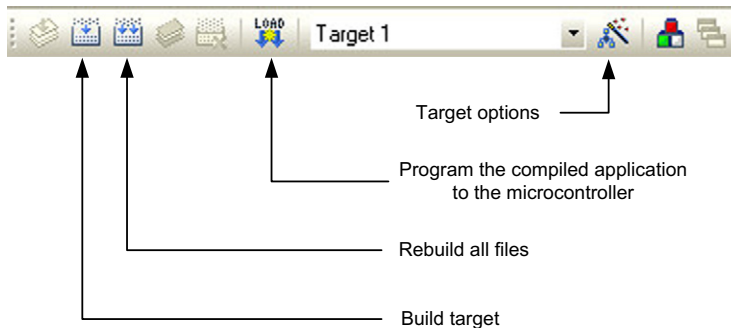 LOAD
Target 1
Target options
Program the compiled application
to the microcontroller
Rebuild all files
Build target